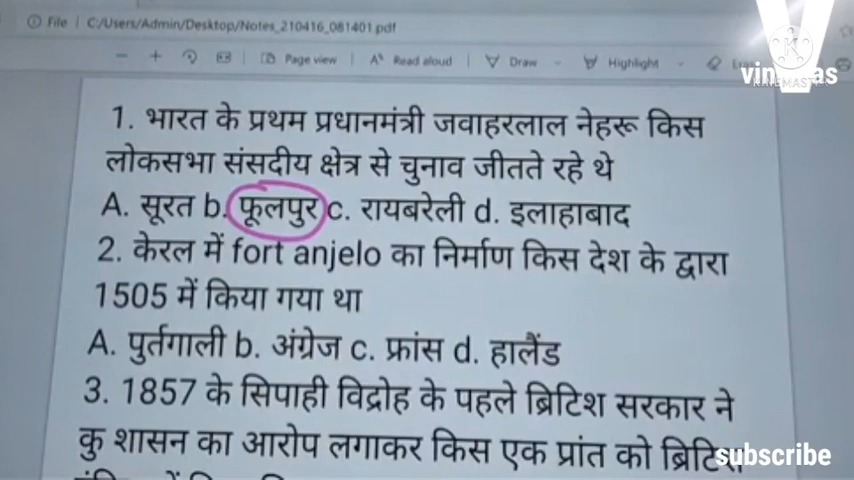 File | C:/Users/Admin/Desktop/Notes_210416_081401.pdf
Page view | A Read aloud | Draw Highlight
KINEMAS
1. भारत के प्रथम प्रधानमंत्री जवाहरलाल नेहरू किस
लोकसभा संसदीय क्षेत्र से चुनाव जीतते रहे थे
A. सूरत b. फूलपुर c. रायबरेली d. इलाहाबाद
2. केरल में fort anjelo का निर्माण किस देश के द्वारा
1505 में किया गया था
A. पुर्तगाली b. अंग्रेज c. फ्रांस d. हालैंड
3. 1857 के सिपाही विद्रोह के पहले ब्रिटिश सरकार ने
कु शासन का आरोप लगाकर किस एक प्रांत को ब्रिटिश
subscribe